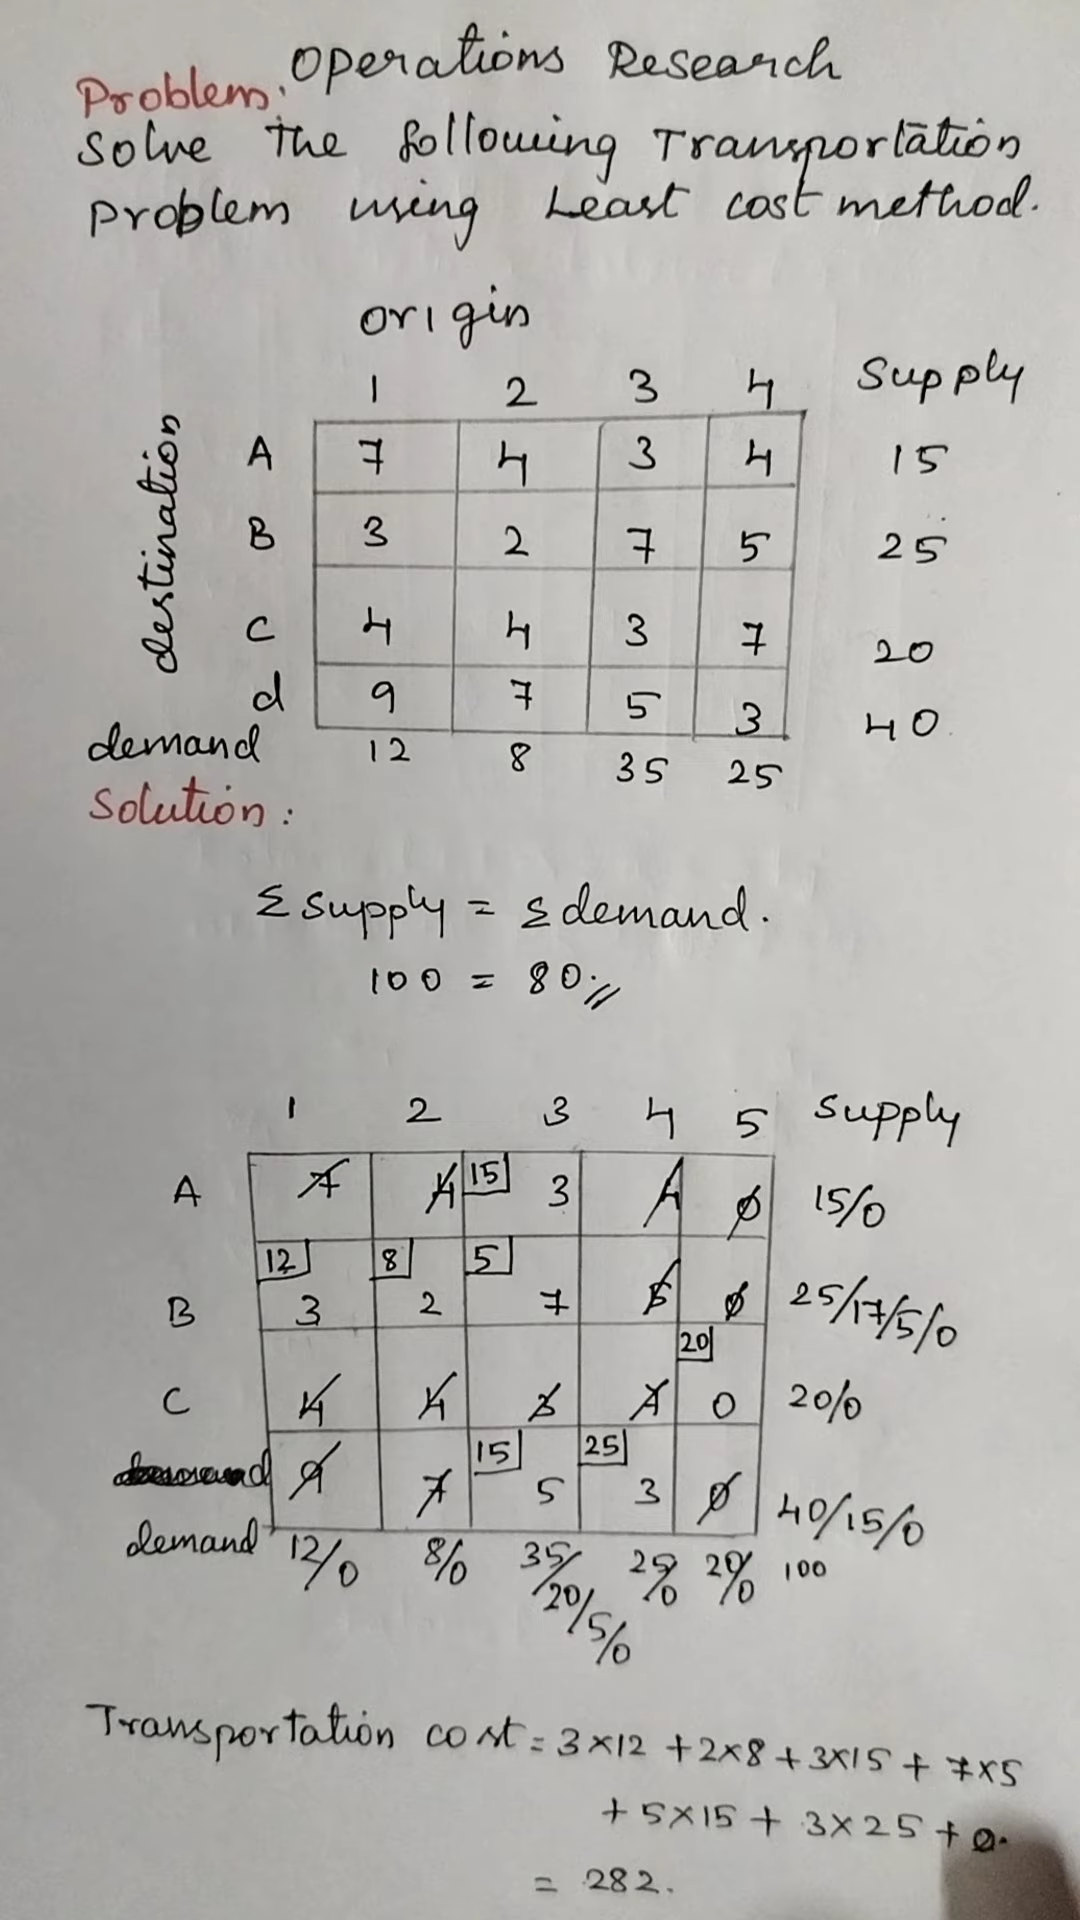 Operations Research
Problem:
Solve the following Transportation
problem using Least cost method.
origin
1 2 3 4 Supply
destination
A 7 4 3 4 15
B 3 2 7 5 25
C 4 4 3 7 20
d 9 7 5 3 40
demand 12 8 35 25
Solution:
Σ supply = Σ demand.
100 = 80.//
1 2 3 4 5 Supply
A 7 4 15 3 4 0 15/0
B 12 3 8 2 5 7 5 0 25/17/5/0
C 4 4 3 7 20 0 20/0
d 9 7 15 5 25 3 0 40/15/0
demand 12/0 8/0 35/20/5/0 25/0 20/0 100
Transportation cost = 3×12 + 2×8 + 3×15 + 7×5
+ 5×15 + 3×25 + 0.
= 282.